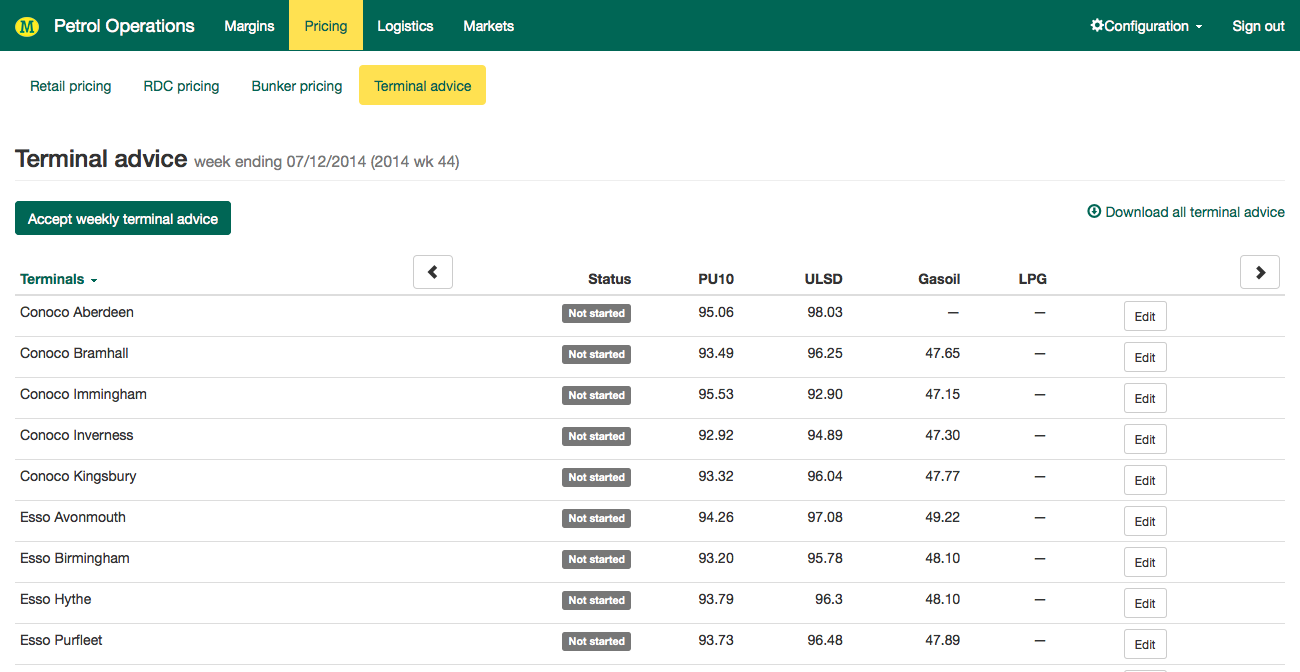 M Petrol Operations Margins Pricing Logistics Markets Configuration Sign out
Retail pricing RDC pricing Bunker pricing Terminal advice
Terminal advice week ending 07/12/2014 (2014 wk 44)
Accept weekly terminal advice Download all terminal advice
Terminals Status PU10 ULSD Gasoil LPG
Conoco Aberdeen Not started 95.06 98.03 — — Edit
Conoco Bramhall Not started 93.49 96.25 47.65 — Edit
Conoco Immingham Not started 95.53 92.90 47.15 — Edit
Conoco Inverness Not started 92.92 94.89 47.30 — Edit
Conoco Kingsbury Not started 93.32 96.04 47.77 — Edit
Esso Avonmouth Not started 94.26 97.08 49.22 — Edit
Esso Birmingham Not started 93.20 95.78 48.10 — Edit
Esso Hythe Not started 93.79 96.3 48.10 — Edit
Esso Purfleet Not started 93.73 96.48 47.89 — Edit